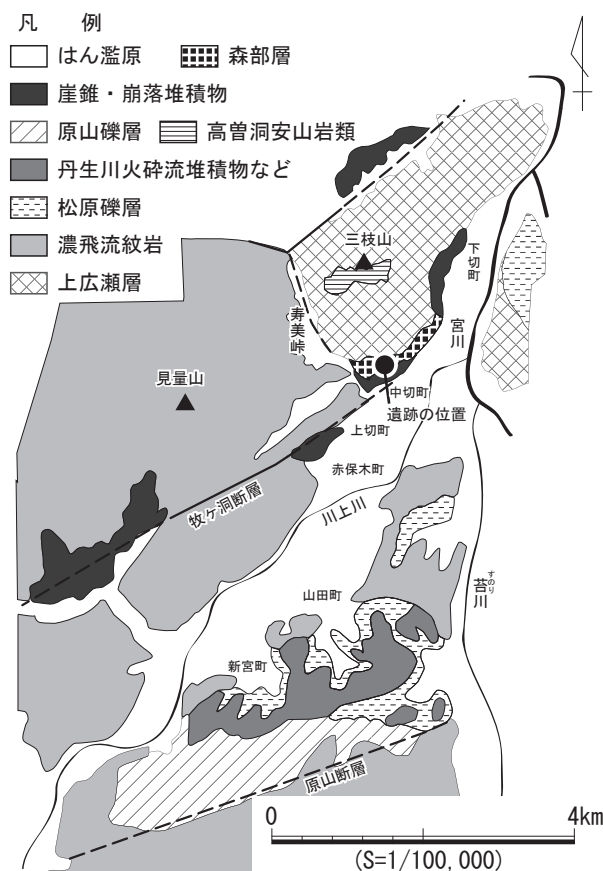 凡 例
はん濫原 森部層
崖錐・崩落堆積物
原山礫層 高曽洞安山岩類
丹生川火砕流堆積物など
松原礫層
濃飛流紋岩
上広瀬層
三枝山
下切町
寿美峠
宮川
見量山
中切町
遺跡の位置
上切町
赤保木町
牧ヶ洞断層
川上川
すのり
苔川
山田町
新宮町
原山断層
0 4km
(S=1/100,000)